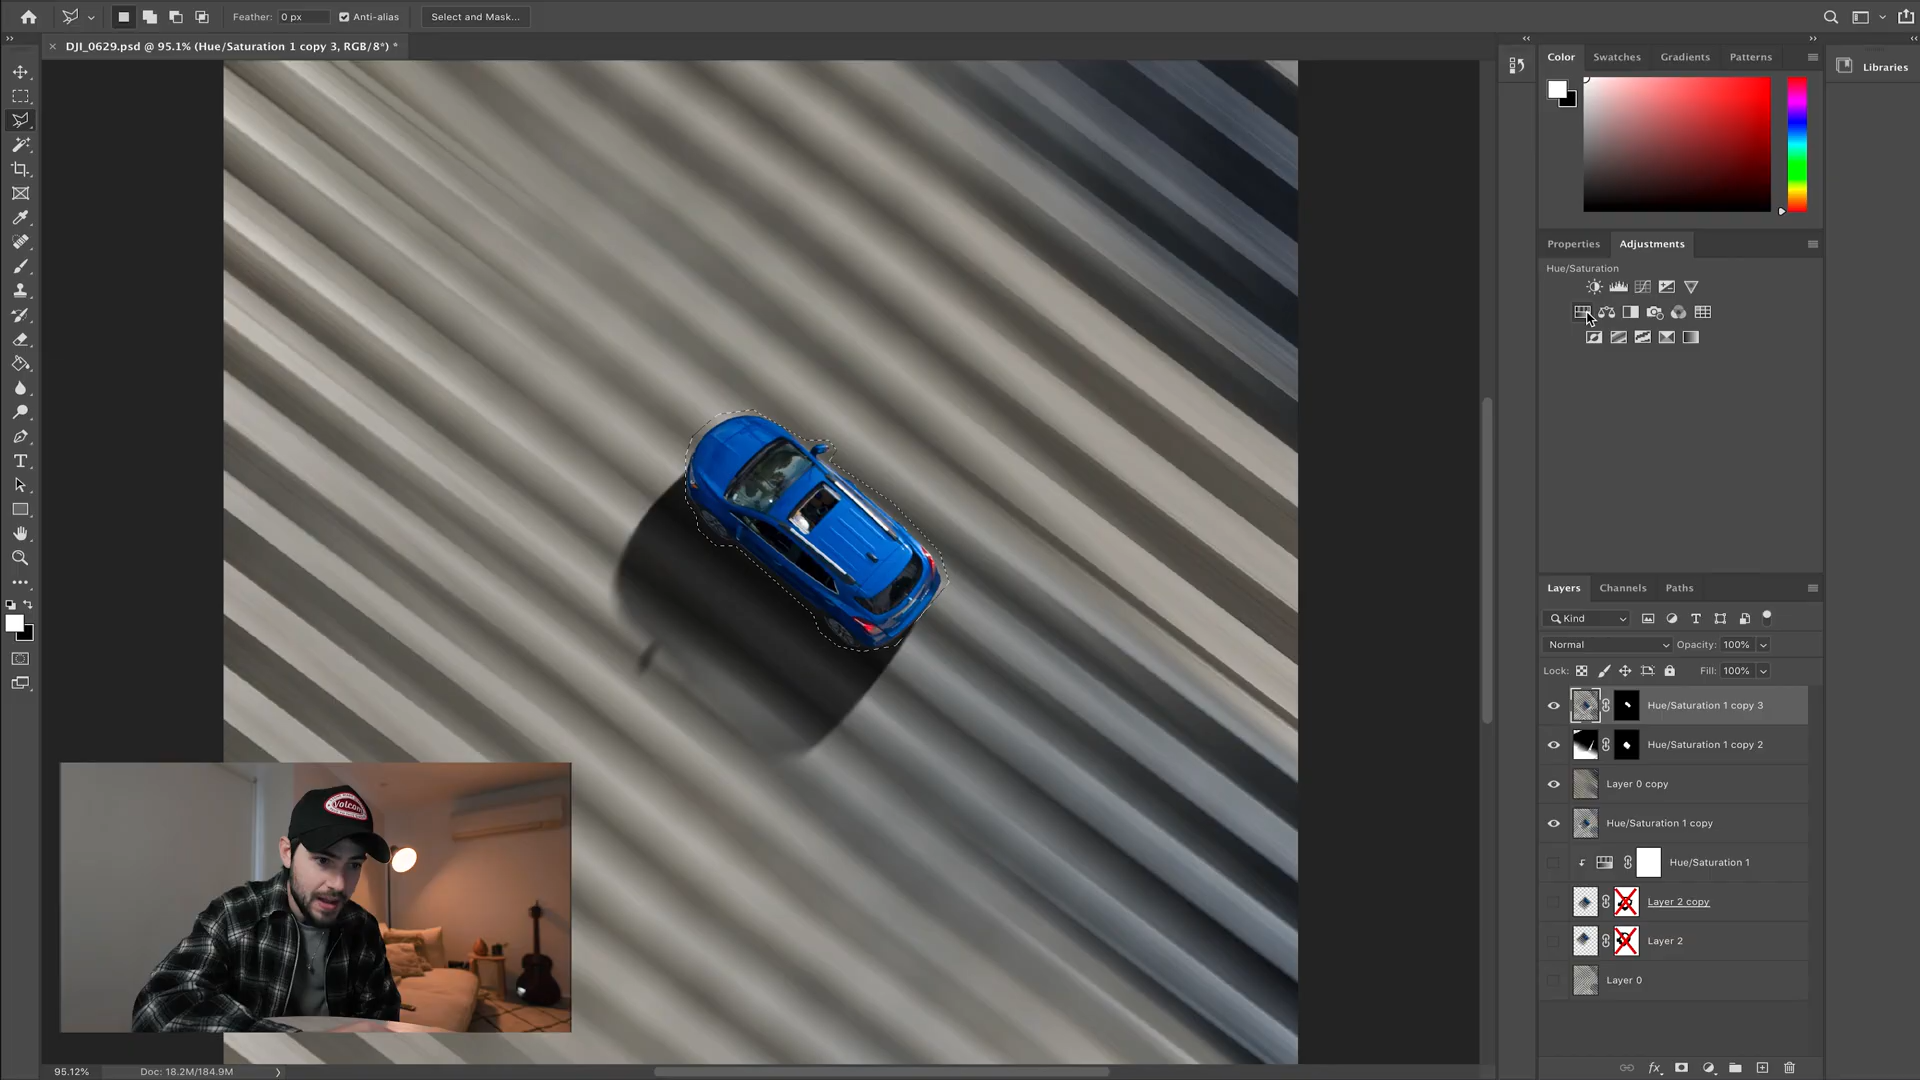 Feather: 0 px Anti-alias Select and Mask...
DJI_0629.psd @ 95.1% (Hue/Saturation 1 copy 3, RGB/8*) *
Color Swatches Gradients Patterns
Libraries
Properties Adjustments
Hue/Saturation
Layers Channels Paths
Kind
Normal Opacity: 100%
Lock: Fill: 100%
Hue/Saturation 1 copy 3
Hue/Saturation 1 copy 2
Layer 0 copy
Hue/Saturation 1 copy
Hue/Saturation 1
Layer 2 copy
Layer 2
Layer 0
Volcom
95.12% Doc: 18.2M/184.9M